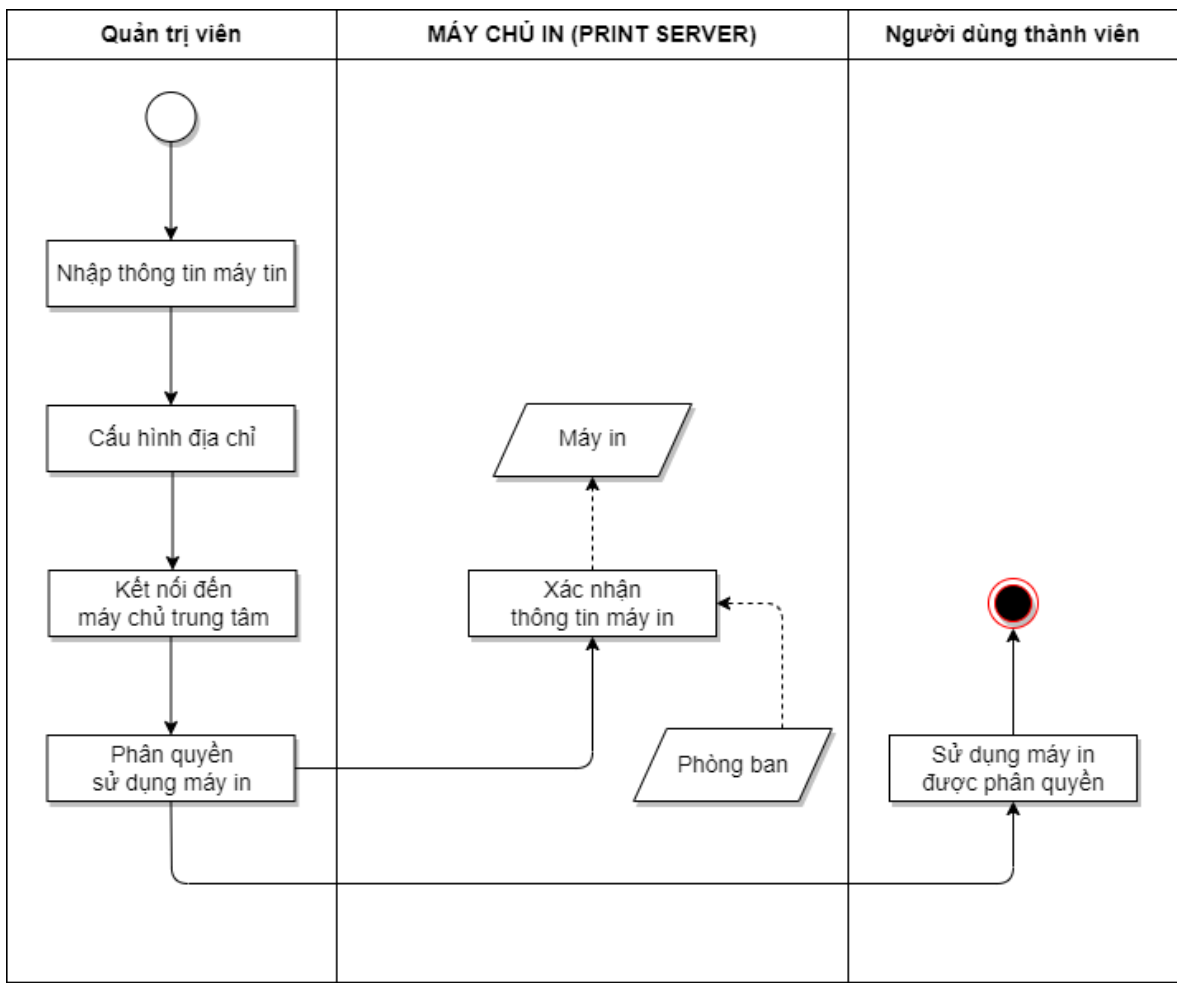 Quản trị viên
MÁY CHỦ IN (PRINT SERVER)
Người dùng thành viên
Nhập thông tin máy tin
Cấu hình địa chỉ
Máy in
Kết nối đến
máy chủ trung tâm
Xác nhận
thông tin máy in
Phân quyền
sử dụng máy in
Phòng ban
Sử dụng máy in
được phân quyền